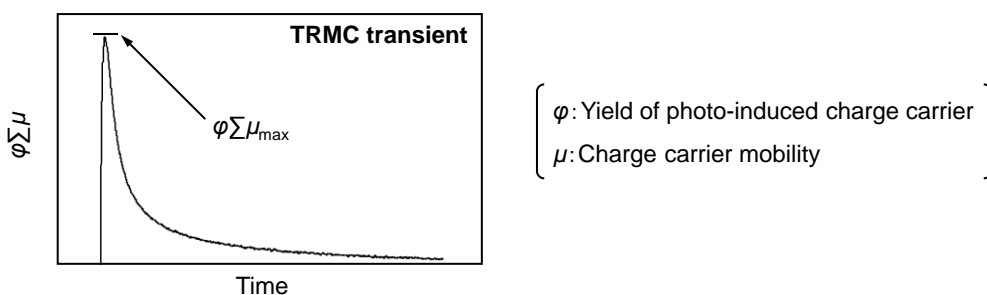 TRMC transient
φ∑μmax
φ∑μ
Time
φ: Yield of photo-induced charge carrier
μ: Charge carrier mobility